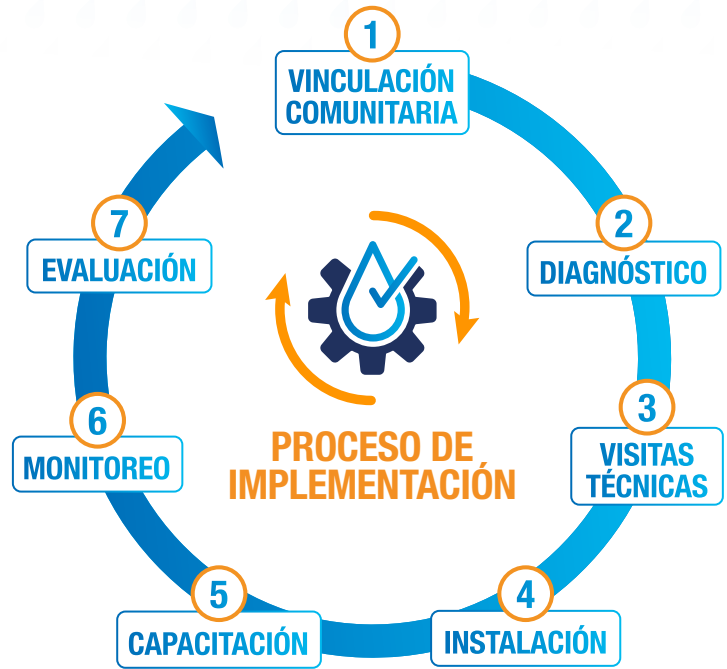 1
VINCULACIÓN
COMUNITARIA
2
DIAGNÓSTICO
3
VISITAS
TÉCNICAS
4
INSTALACIÓN
5
CAPACITACIÓN
6
MONITOREO
7
EVALUACIÓN
PROCESO DE
IMPLEMENTACIÓN